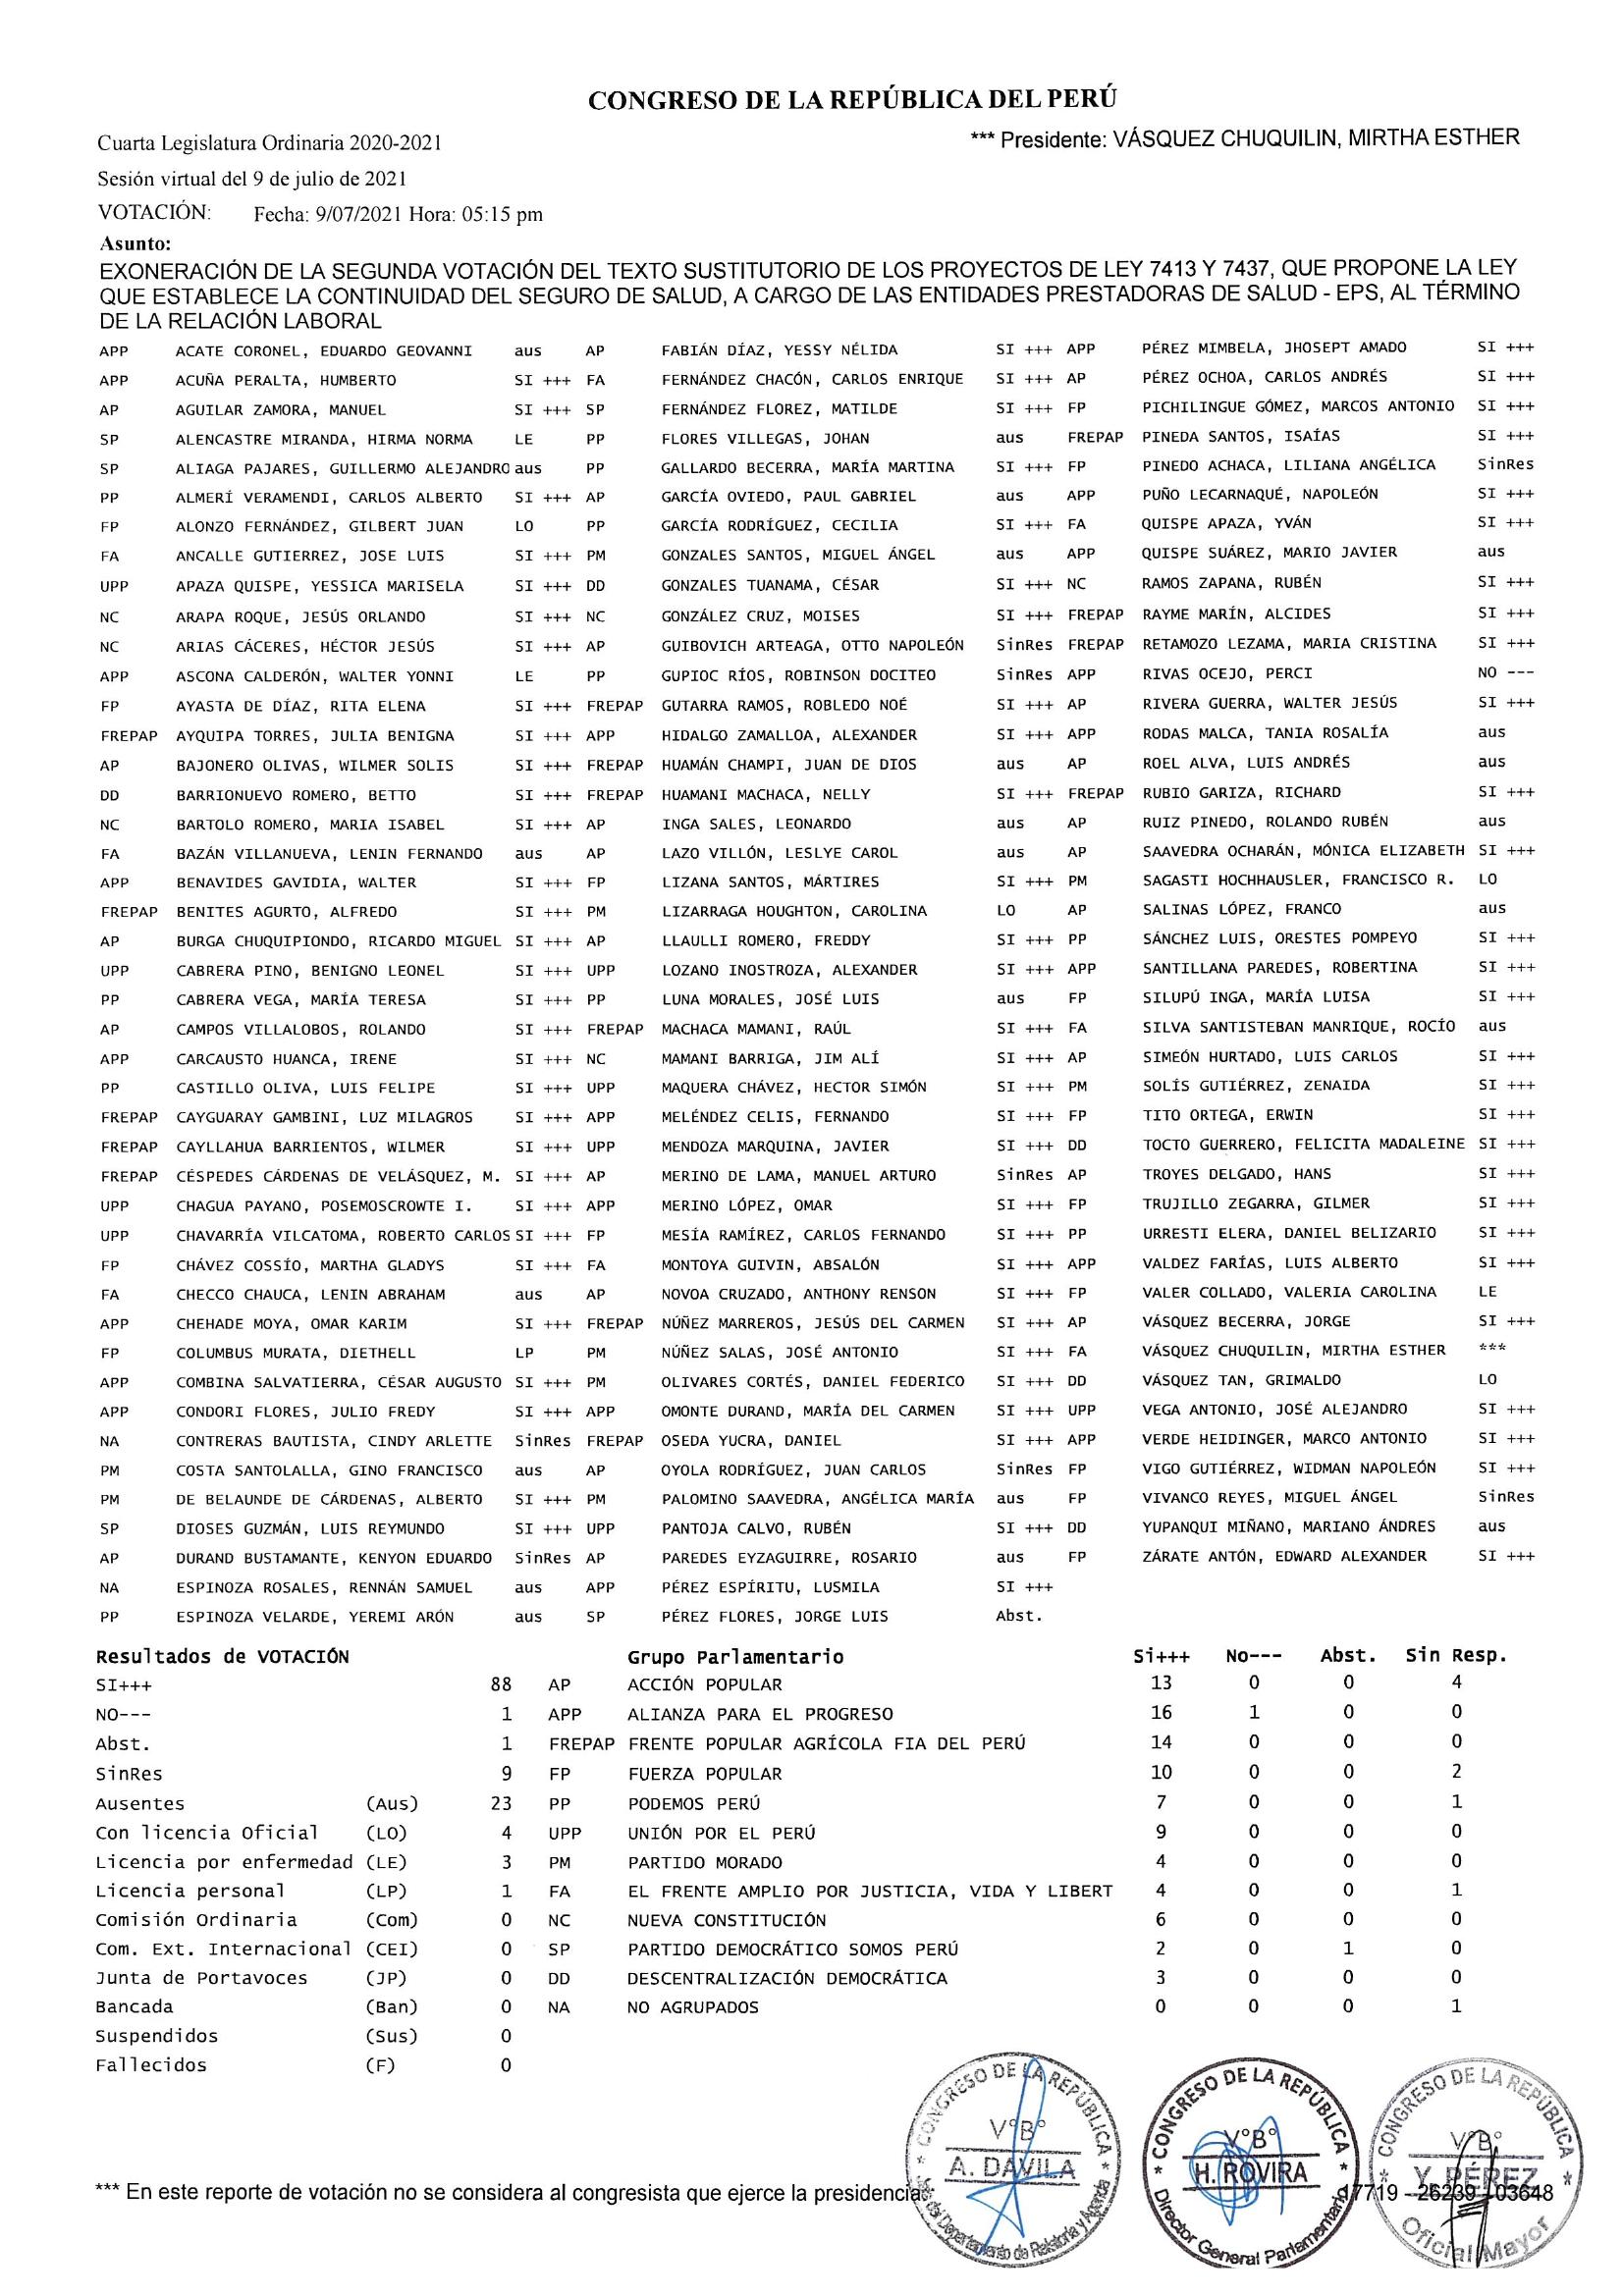 CONGRESO DE LA REPÚBLICA DEL PERÚ
Cuarta Legislatura Ordinaria 2020-2021 *** Presidente: VÁSQUEZ CHUQUILIN, MIRTHA ESTHER
Sesión virtual del 9 de julio de 2021
VOTACIÓN: Fecha: 9/07/2021 Hora: 05:15 pm
Asunto:
EXONERACIÓN DE LA SEGUNDA VOTACIÓN DEL TEXTO SUSTITUTORIO DE LOS PROYECTOS DE LEY 7413 Y 7437, QUE PROPONE LA LEY
QUE ESTABLECE LA CONTINUIDAD DEL SEGURO DE SALUD, A CARGO DE LAS ENTIDADES PRESTADORAS DE SALUD - EPS, AL TÉRMINO
DE LA RELACIÓN LABORAL
APP ACATE CORONEL, EDUARDO GEOVANNI aus AP FABIÁN DÍAZ, YESSY NÉLIDA SI +++ APP PÉREZ MIMBELA, JHOSEPT AMADO SI +++
APP ACUÑA PERALTA, HUMBERTO SI +++ FA FERNÁNDEZ CHACÓN, CARLOS ENRIQUE SI +++ AP PÉREZ OCHOA, CARLOS ANDRÉS SI +++
AP AGUILAR ZAMORA, MANUEL SI +++ SP FERNÁNDEZ FLOREZ, MATILDE SI +++ FP PICHILINGUE GÓMEZ, MARCOS ANTONIO SI +++
SP ALENCASTRE MIRANDA, HIRMA NORMA LE PP FLORES VILLEGAS, JOHAN aus FREPAP PINEDA SANTOS, ISAÍAS SI +++
SP ALIAGA PAJARES, GUILLERMO ALEJANDRO aus PP GALLARDO BECERRA, MARÍA MARTINA SI +++ FP PINEDO ACHACA, LILIANA ANGÉLICA SinRes
PP ALMERÍ VERAMENDI, CARLOS ALBERTO SI +++ AP GARCÍA OVIEDO, PAUL GABRIEL aus APP PUÑO LECARNAQUÉ, NAPOLEÓN SI +++
FP ALONZO FERNÁNDEZ, GILBERT JUAN LO PP GARCÍA RODRÍGUEZ, CECILIA SI +++ FA QUISPE APAZA, YVÁN SI +++
FA ANCALLE GUTIERREZ, JOSE LUIS SI +++ PM GONZALES SANTOS, MIGUEL ÁNGEL aus APP QUISPE SUÁREZ, MARIO JAVIER aus
UPP APAZA QUISPE, YESSICA MARISELA SI +++ DD GONZALES TUANAMA, CÉSAR SI +++ NC RAMOS ZAPANA, RUBÉN SI +++
NC ARAPA ROQUE, JESÚS ORLANDO SI +++ NC GONZÁLEZ CRUZ, MOISES SI +++ FREPAP RAYME MARÍN, ALCIDES SI +++
NC ARIAS CÁCERES, HÉCTOR JESÚS SI +++ AP GUIBOVICH ARTEAGA, OTTO NAPOLEÓN SinRes FREPAP RETAMOZO LEZAMA, MARIA CRISTINA SI +++
APP ASCONA CALDERÓN, WALTER YONNI LE PP GUPIOC RÍOS, ROBINSON DOCITEO SinRes APP RIVAS OCEJO, PERCI NO ---
FP AYASTA DE DÍAZ, RITA ELENA SI +++ FREPAP GUTARRA RAMOS, ROBLEDO NOÉ SI +++ AP RIVERA GUERRA, WALTER JESÚS SI +++
FREPAP AYQUIPA TORRES, JULIA BENIGNA SI +++ APP HIDALGO ZAMALLOA, ALEXANDER SI +++ APP RODAS MALCA, TANIA ROSALÍA aus
AP BAJONERO OLIVAS, WILMER SOLIS SI +++ FREPAP HUAMÁN CHAMPI, JUAN DE DIOS aus AP ROEL ALVA, LUIS ANDRÉS aus
DD BARRIONUEVO ROMERO, BETTO SI +++ FREPAP HUAMANI MACHACA, NELLY SI +++ FREPAP RUBIO GARIZA, RICHARD SI +++
NC BARTOLO ROMERO, MARIA ISABEL SI +++ AP INGA SALES, LEONARDO aus AP RUIZ PINEDO, ROLANDO RUBÉN aus
FA BAZÁN VILLANUEVA, LENIN FERNANDO aus AP LAZO VILLÓN, LESLYE CAROL aus AP SAAVEDRA OCHARÁN, MÓNICA ELIZABETH SI +++
APP BENAVIDES GAVIDIA, WALTER SI +++ FP LIZANA SANTOS, MÁRTIRES SI +++ PM SAGASTI HOCHHAUSLER, FRANCISCO R. LO
FREPAP BENITES AGURTO, ALFREDO SI +++ PM LIZARRAGA HOUGHTON, CAROLINA LO AP SALINAS LÓPEZ, FRANCO aus
AP BURGA CHUQUIPIONDO, RICARDO MIGUEL SI +++ AP LLAULLI ROMERO, FREDDY SI +++ PP SÁNCHEZ LUIS, ORESTES POMPEYO SI +++
UPP CABRERA PINO, BENIGNO LEONEL SI +++ UPP LOZANO INOSTROZA, ALEXANDER SI +++ APP SANTILLANA PAREDES, ROBERTINA SI +++
PP CABRERA VEGA, MARÍA TERESA SI +++ PP LUNA MORALES, JOSÉ LUIS aus FP SILUPÚ INGA, MARÍA LUISA SI +++
AP CAMPOS VILLALOBOS, ROLANDO SI +++ FREPAP MACHACA MAMANI, RAÚL SI +++ FA SILVA SANTISTEBAN MANRIQUE, ROCÍO aus
APP CARCAUSTO HUANCA, IRENE SI +++ NC MAMANI BARRIGA, JIM ALÍ SI +++ AP SIMEÓN HURTADO, LUIS CARLOS SI +++
PP CASTILLO OLIVA, LUIS FELIPE SI +++ UPP MAQUERA CHÁVEZ, HECTOR SIMÓN SI +++ PM SOLÍS GUTIÉRREZ, ZENAIDA SI +++
FREPAP CAYGUARAY GAMBINI, LUZ MILAGROS SI +++ APP MELÉNDEZ CELIS, FERNANDO SI +++ FP TITO ORTEGA, ERWIN SI +++
FREPAP CAYLLAHUA BARRIENTOS, WILMER SI +++ UPP MENDOZA MARQUINA, JAVIER SI +++ DD TOCTO GUERRERO, FELICITA MADALEINE SI +++
FREPAP CÉSPEDES CÁRDENAS DE VELÁSQUEZ, M. SI +++ AP MERINO DE LAMA, MANUEL ARTURO SinRes AP TROYES DELGADO, HANS SI +++
UPP CHAGUA PAYANO, POSEMOSCROWTE I. SI +++ APP MERINO LÓPEZ, OMAR SI +++ FP TRUJILLO ZEGARRA, GILMER SI +++
UPP CHAVARRÍA VILCATOMA, ROBERTO CARLOS SI +++ FP MESÍA RAMÍREZ, CARLOS FERNANDO SI +++ PP URRESTI ELERA, DANIEL BELIZARIO SI +++
FP CHÁVEZ COSSÍO, MARTHA GLADYS SI +++ FA MONTOYA GUIVIN, ABSALÓN SI +++ APP VALDEZ FARÍAS, LUIS ALBERTO SI +++
FA CHECCO CHAUCA, LENIN ABRAHAM aus AP NOVOA CRUZADO, ANTHONY RENSON SI +++ FP VALER COLLADO, VALERIA CAROLINA LE
APP CHEHADE MOYA, OMAR KARIM SI +++ FREPAP NÚÑEZ MARREROS, JESÚS DEL CARMEN SI +++ AP VÁSQUEZ BECERRA, JORGE SI +++
FP COLUMBUS MURATA, DIETHELL LP PM NÚÑEZ SALAS, JOSÉ ANTONIO SI +++ FA VÁSQUEZ CHUQUILIN, MIRTHA ESTHER ***
APP COMBINA SALVATIERRA, CÉSAR AUGUSTO SI +++ PM OLIVARES CORTÉS, DANIEL FEDERICO SI +++ DD VÁSQUEZ TAN, GRIMALDO LO
APP CONDORI FLORES, JULIO FREDY SI +++ APP OMONTE DURAND, MARÍA DEL CARMEN SI +++ UPP VEGA ANTONIO, JOSÉ ALEJANDRO SI +++
NA CONTRERAS BAUTISTA, CINDY ARLETTE SinRes FREPAP OSEDA YUCRA, DANIEL SI +++ APP VERDE HEIDINGER, MARCO ANTONIO SI +++
PM COSTA SANTOLALLA, GINO FRANCISCO aus AP OYOLA RODRÍGUEZ, JUAN CARLOS SinRes FP VIGO GUTIÉRREZ, WIDMAN NAPOLEÓN SI +++
PM DE BELAUNDE DE CÁRDENAS, ALBERTO SI +++ PM PALOMINO SAAVEDRA, ANGÉLICA MARÍA aus FP VIVANCO REYES, MIGUEL ÁNGEL SinRes
SP DIOSES GUZMÁN, LUIS REYMUNDO SI +++ UPP PANTOJA CALVO, RUBÉN SI +++ DD YUPANQUI MIÑANO, MARIANO ÁNDRES aus
AP DURAND BUSTAMANTE, KENYON EDUARDO SinRes AP PAREDES EYZAGUIRRE, ROSARIO aus FP ZÁRATE ANTÓN, EDWARD ALEXANDER SI +++
NA ESPINOZA ROSALES, RENNÁN SAMUEL aus APP PÉREZ ESPÍRITU, LUSMILA SI +++
PP ESPINOZA VELARDE, YEREMI ARÓN aus SP PÉREZ FLORES, JORGE LUIS Abst.
Resultados de VOTACIÓN Grupo Parlamentario Si+++ No--- Abst. Sin Resp.
SI+++ 88 AP ACCIÓN POPULAR 13 0 0 4
NO--- 1 APP ALIANZA PARA EL PROGRESO 16 1 0 0
Abst. 1 FREPAP FRENTE POPULAR AGRÍCOLA FIA DEL PERÚ 14 0 0 0
SinRes 9 FP FUERZA POPULAR 10 0 0 2
Ausentes (Aus) 23 PP PODEMOS PERÚ 7 0 0 1
Con licencia Oficial (LO) 4 UPP UNIÓN POR EL PERÚ 9 0 0 0
Licencia por enfermedad (LE) 3 PM PARTIDO MORADO 4 0 0 0
Licencia personal (LP) 1 FA EL FRENTE AMPLIO POR JUSTICIA, VIDA Y LIBERT 4 0 0 1
Comisión Ordinaria (Com) 0 NC NUEVA CONSTITUCIÓN 6 0 0 0
Com. Ext. Internacional (CEI) 0 SP PARTIDO DEMOCRÁTICO SOMOS PERÚ 2 0 1 0
Junta de Portavoces (JP) 0 DD DESCENTRALIZACIÓN DEMOCRÁTICA 3 0 0 0
Bancada (Ban) 0 NA NO AGRUPADOS 0 0 0 1
Suspendidos (Sus) 0
Fallecidos (F) 0
CONGRESO DE LA REPÚBLICA
V°B°
A. DAVILA
del Departamento de Relatoría y Agenda
CONGRESO DE LA REPÚBLICA
V°B°
H. ROVIRA
Director General Parlamentario
CONGRESO DE LA REPÚBLICA
V°B°
Y. PÉREZ
Oficial Mayor
*** En este reporte de votación no se considera al congresista que ejerce la presidencia. 17719 - 26239 - 03648